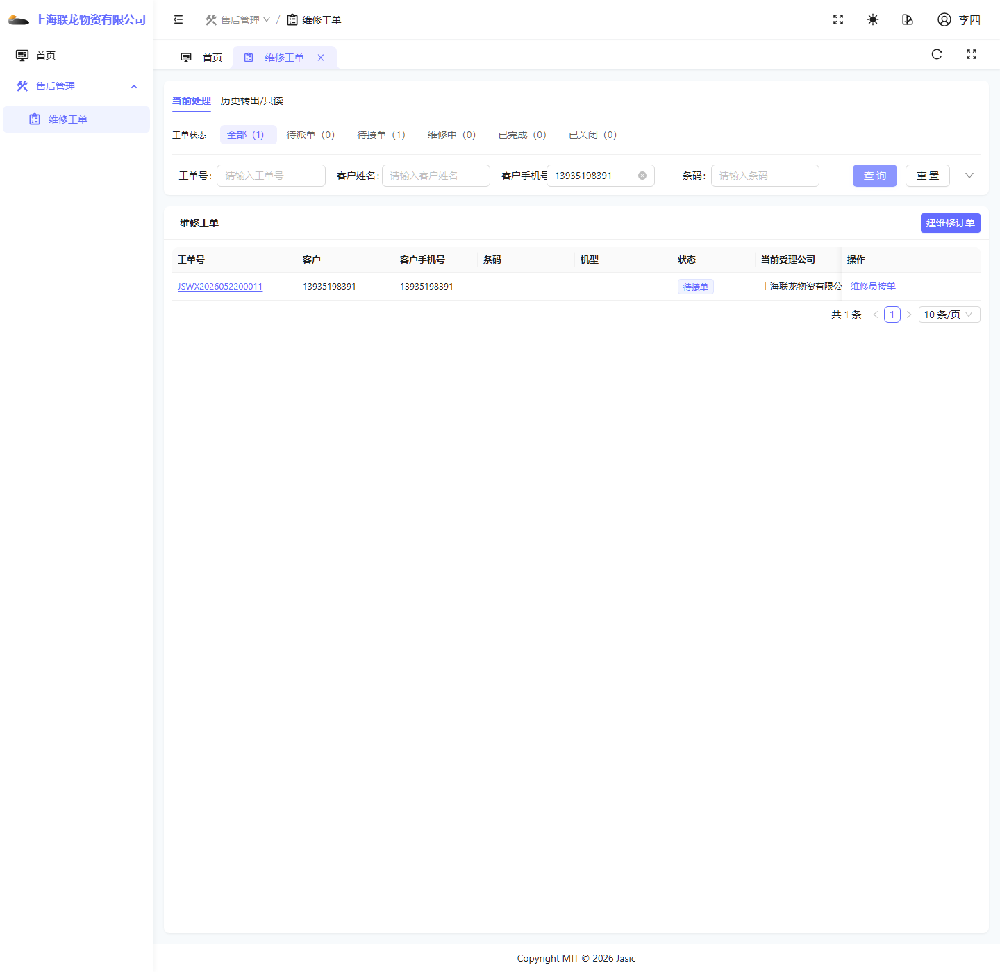 上海联龙物资有限公司
首页
售后管理
维修工单
售后管理 / 维修工单
李四
首页
维修工单
当前处理 历史转出/只读
工单状态 全部（1） 待派单（0） 待接单（1） 维修中（0） 已完成（0） 已关闭（0）
工单号: 请输入工单号 客户姓名: 请输入客户姓名 客户手机号 13935198391 条码: 请输入条码 查 询 重 置
维修工单 建维修订单
工单号 客户 客户手机号 条码 机型 状态 当前受理公司 操作
JSWX2026052200011 13935198391 13935198391 待接单 上海联龙物资有限公 维修员接单
共 1 条 1 10 条/页
Copyright MIT © 2026 Jasic